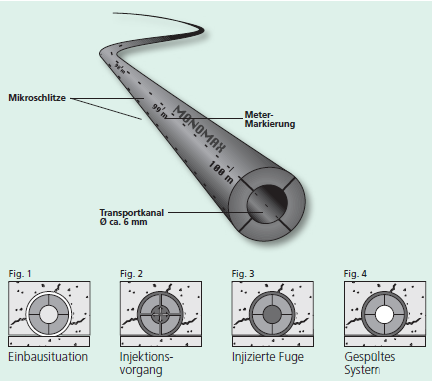 98 m
Mikroschlitze
99 m
MONOMAX
Meter-
Markierung
100 m
Transportkanal
Ø ca. 6 mm
Fig. 1
Fig. 2
Fig. 3
Fig. 4
Einbausituation
Injektions-
vorgang
Injizierte Fuge
Gespültes
System